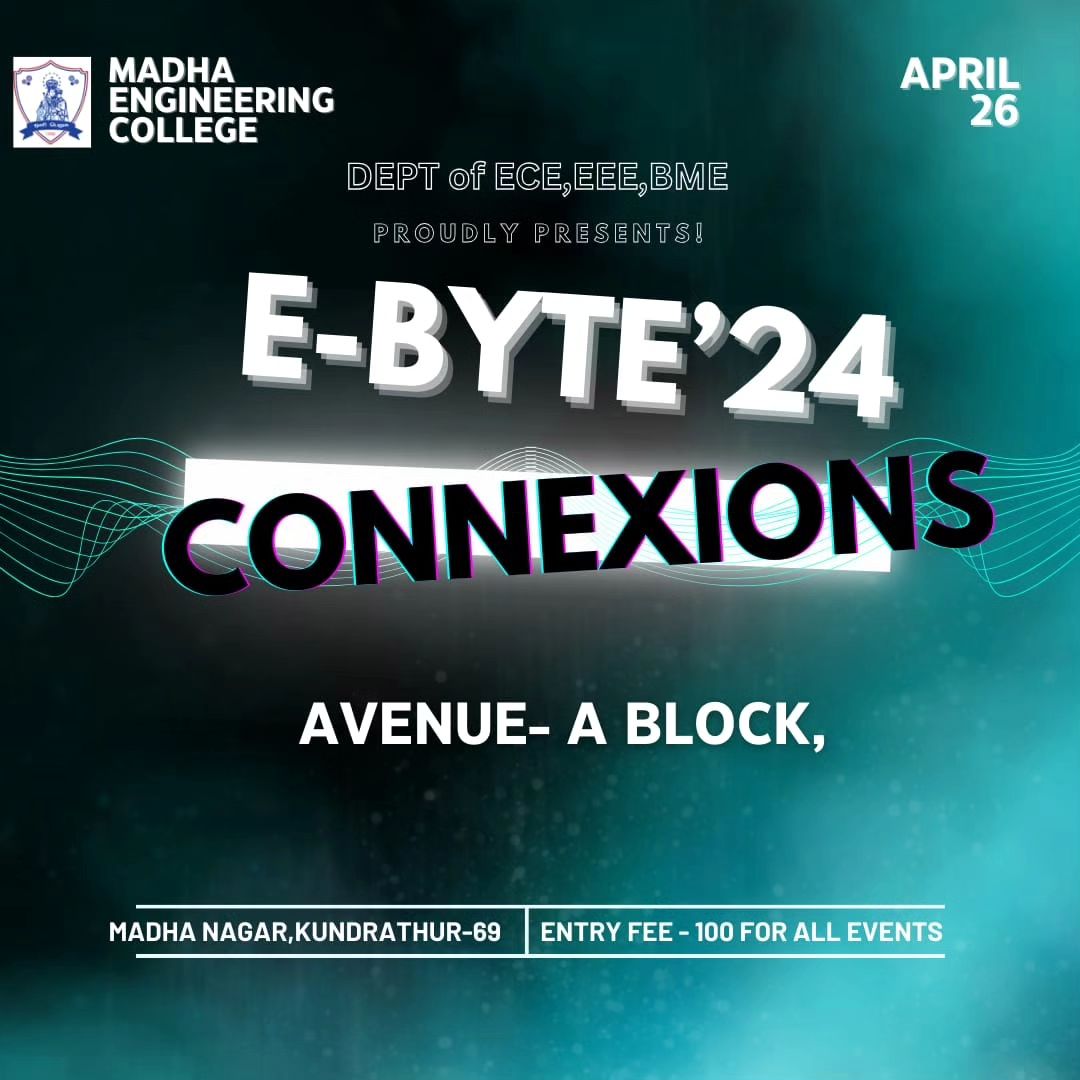 MADHA
ENGINEERING
COLLEGE
APRIL
26
DEPT of ECE,EEE,BME
PROUDLY PRESENTS!
E-BYTE’24
CONNEXIONS
AVENUE- A BLOCK,
MADHA NAGAR,KUNDRATHUR-69
ENTRY FEE - 100 FOR ALL EVENTS